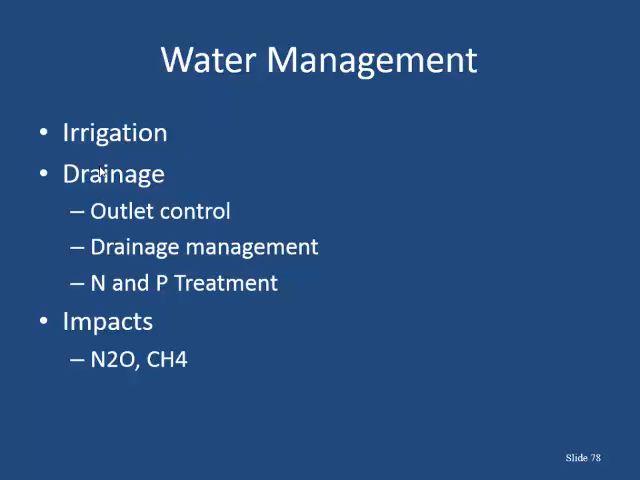 Water Management
• Irrigation
• Drainage
– Outlet control
– Drainage management
– N and P Treatment
• Impacts
– N2O, CH4
Slide 78